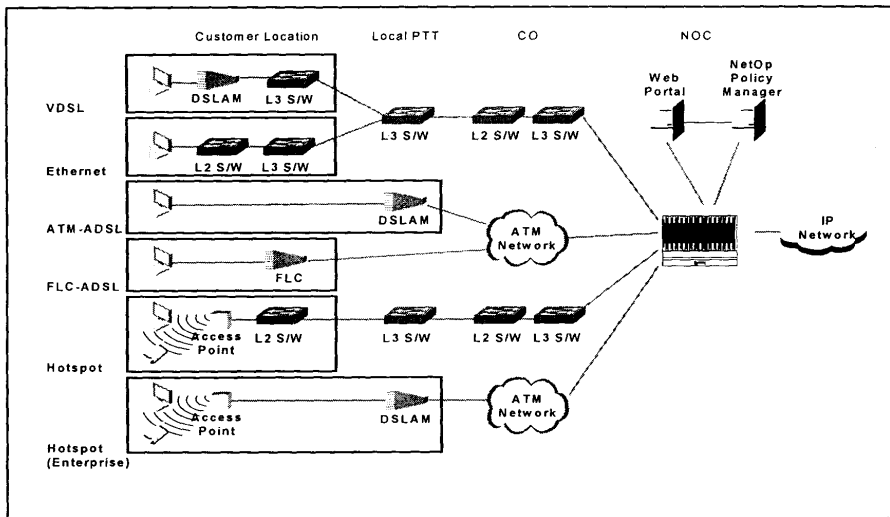 Customer Location Local PTT CO NOC
VDSL
DSLAM L3 S/W
L3 S/W L2 S/W L3 S/W
Web Portal
NetOp Policy Manager
Ethernet
L2 S/W L3 S/W
ATM-ADSL
DSLAM
ATM Network
IP Network
FLC-ADSL
FLC
Hotspot
Access Point
L2 S/W L3 S/W L2 S/W L3 S/W
Hotspot (Enterprise)
Access Point
DSLAM
ATM Network